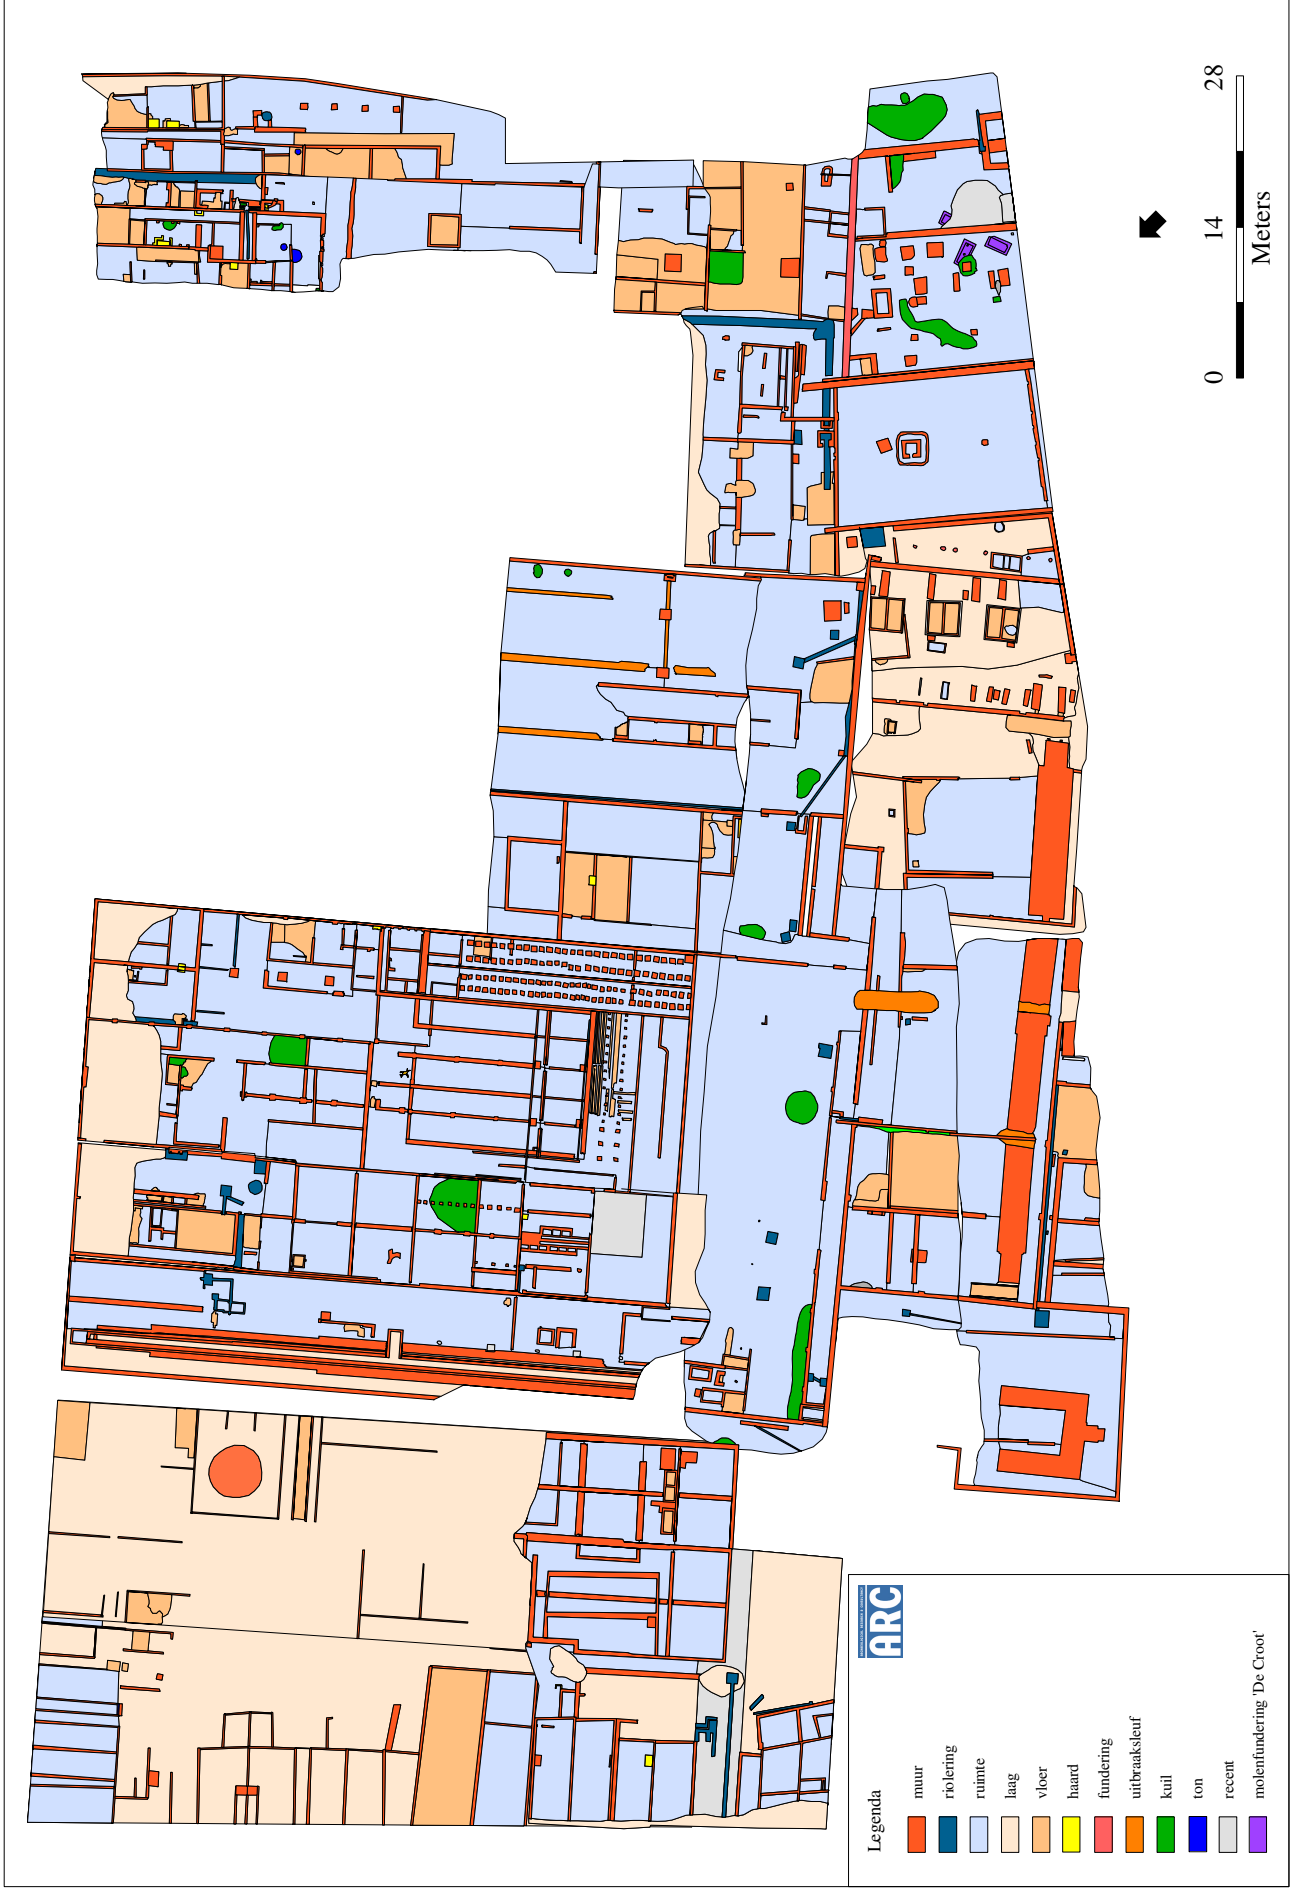 28
14
0
Meters
ARC
Legenda
muur
riolering
ruimte
laag
vloer
haard
fundering
uitbraaksleuf
kuil
ton
recent
molenfundering 'De Croot'